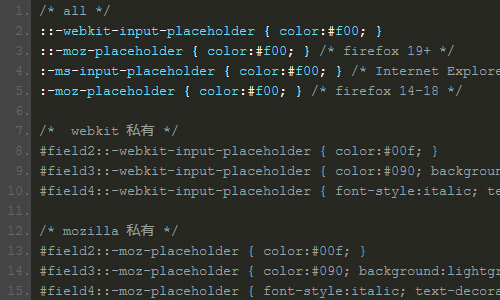 1. /* all */
2. ::-webkit-input-placeholder { color:#f00; }
3. ::-moz-placeholder { color:#f00; } /* firefox 19+ */
4. :-ms-input-placeholder { color:#f00; } /* Internet Explore
5. :-moz-placeholder { color:#f00; } /* firefox 14-18 */
6.
7. /*  webkit 私有 */
8. #field2::-webkit-input-placeholder { color:#00f; }
9. #field3::-webkit-input-placeholder { color:#090; backgroun
10. #field4::-webkit-input-placeholder { font-style:italic; te
11.
12. /* mozilla 私有 */
13. #field2::-moz-placeholder { color:#00f; }
14. #field3::-moz-placeholder { color:#090; background:lightgr
15. #field4::-moz-placeholder { font-style:italic; text-decora